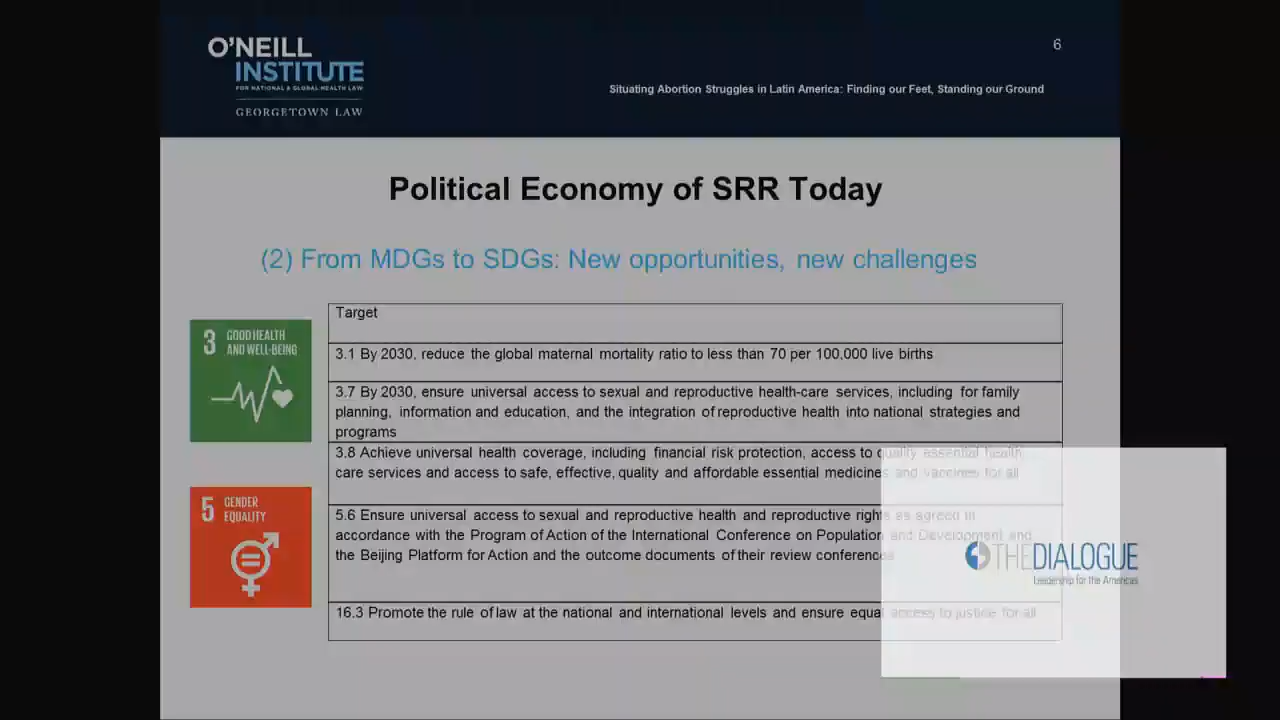 O'NEILL
INSTITUTE
FOR NATIONAL & GLOBAL HEALTH LAW
GEORGETOWN LAW
6
Situating Abortion Struggles in Latin America: Finding our Feet, Standing our Ground
Political Economy of SRR Today
(2) From MDGs to SDGs: New opportunities, new challenges
3 GOOD HEALTH
AND WELL-BEING
5 GENDER
EQUALITY
Target
3.1 By 2030, reduce the global maternal mortality ratio to less than 70 per 100,000 live births
3.7 By 2030, ensure universal access to sexual and reproductive health-care services, including for family
planning, information and education, and the integration of reproductive health into national strategies and
programs
3.8 Achieve universal health coverage, including financial risk protection, access to quality essential health
care services and access to safe, effective, quality and affordable essential medicines and vaccines for all
5.6 Ensure universal access to sexual and reproductive health and reproductive rights as agreed in
accordance with the Program of Action of the International Conference on Population and Development and
the Beijing Platform for Action and the outcome documents of their review conferences
16.3 Promote the rule of law at the national and international levels and ensure equal access to justice for all
THEDIALOGUE
Leadership for the Americas